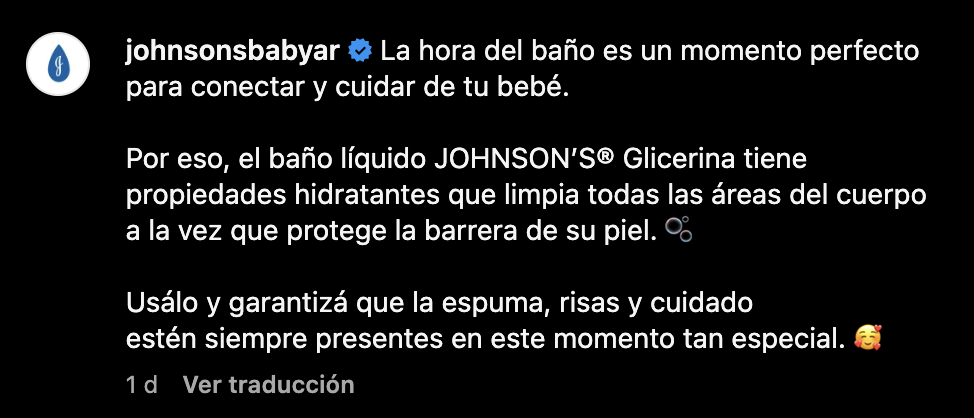 johnsonsbabyar La hora del baño es un momento perfecto
para conectar y cuidar de tu bebé.
Por eso, el baño líquido JOHNSON’S® Glicerina tiene
propiedades hidratantes que limpia todas las áreas del cuerpo
a la vez que protege la barrera de su piel. 🫧
Usálo y garantizá que la espuma, risas y cuidado
estén siempre presentes en este momento tan especial. 🥰
1 d Ver traducción